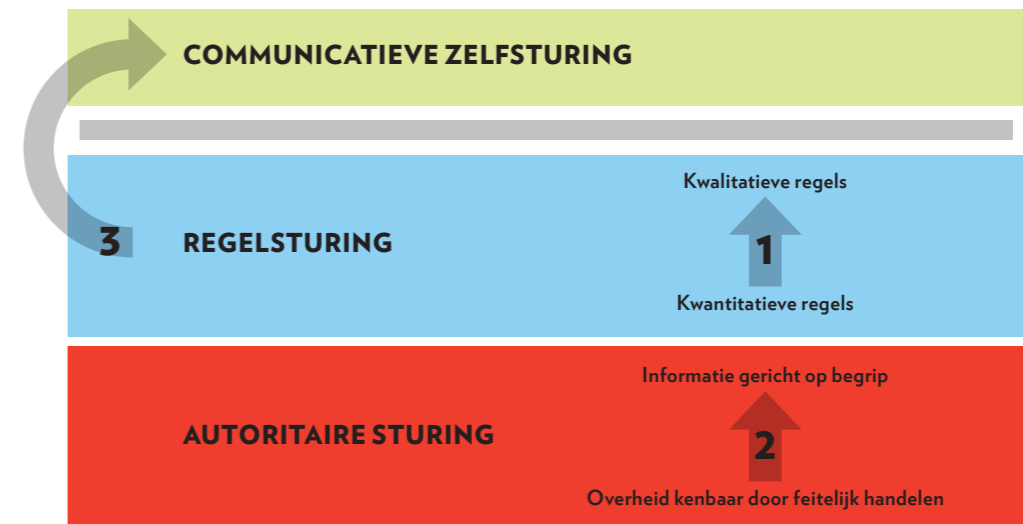 COMMUNICATIEVE ZELFSTURING
Kwalitatieve regels
3 REGELSTURING 1
Kwantitatieve regels
Informatie gericht op begrip
AUTORITAIRE STURING 2
Overheid kenbaar door feitelijk handelen